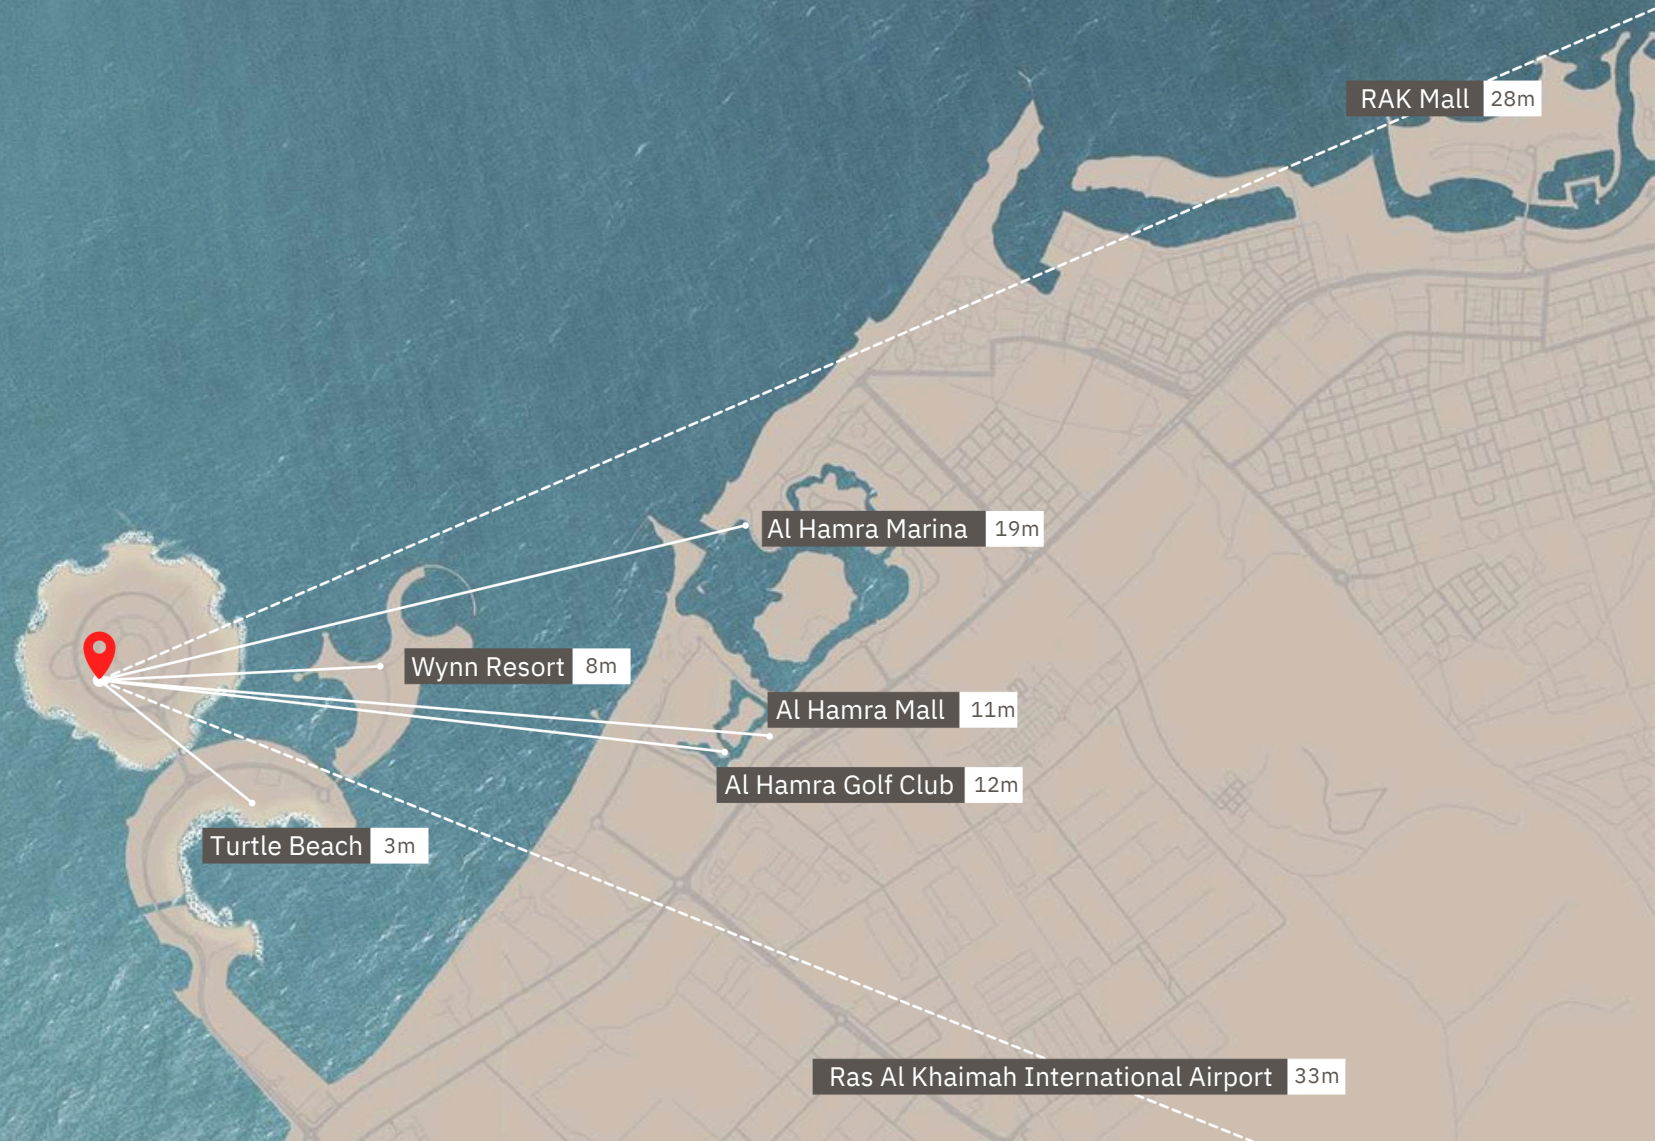 RAK Mall 28m
Al Hamra Marina 19m
Wynn Resort 8m
Al Hamra Mall 11m
Al Hamra Golf Club 12m
Turtle Beach 3m
Ras Al Khaimah International Airport 33m